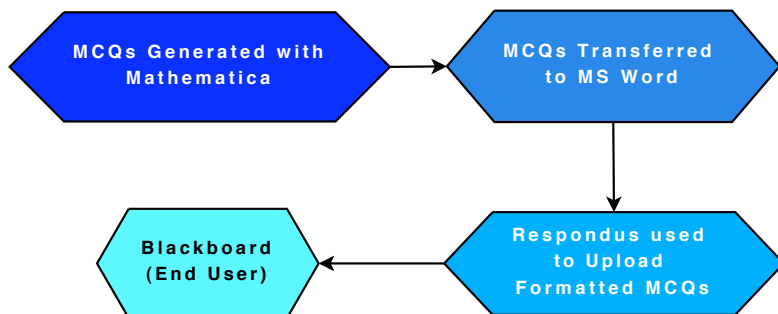 MCQs Generated with
Mathematica
MCQs Transferred
to MS Word
Respondus used
to Upload
Formatted MCQs
Blackboard
(End User)